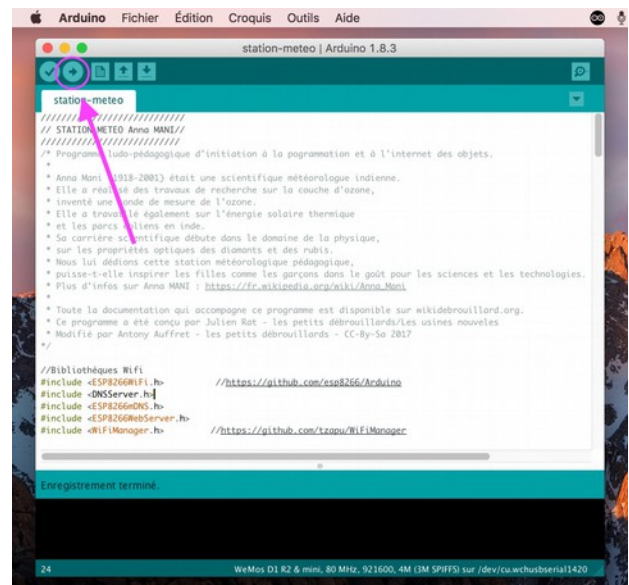 Arduino Fichier Édition Croquis Outils Aide
station-meteo | Arduino 1.8.3
station-meteo
/////////////////////////////
// STATION METEO Anna MANI//
////////////////////////////
/* Programme ludo-pédagogique d'initiation à la pogrammation et à l'internet des objets.
*
* Anna Mani (1918-2001) était une scientifique météorologue indienne.
* Elle a réalisé des travaux de recherche sur la couche d'ozone,
* inventé une sonde de mesure de l'ozone.
* Elle a travaillé également sur l'énergie solaire thermique
* et les parcs éoliens en inde.
* Sa carrière scientifique débute dans le domaine de la physique,
* sur les propriétés optiques des diamants et des rubis.
* Nous lui dédions cette station météorologique pédagogique,
* puisse-t-elle inspirer les filles comme les garçons dans le goût pour les sciences et les technologies.
* Plus d'infos sur Anna MANI : https://fr.wikipedia.org/wiki/Anna_Mani
*
* Toute la documentation qui accompagne ce programme est disponible sur wikidebrouillard.org.
* Ce programme a été conçu par Julien Rat - les petits débrouillards/Les usines nouveles
* Modifié par Antony Auffret - les petits débrouillards - CC-By-Sa 2017
*/
//Bibliothéques Wifi
#include <ESP8266WiFi.h> //https://github.com/esp8266/Arduino
#include <DNSServer.h>
#include <ESP8266mDNS.h>
#include <ESP8266WebServer.h>
#include <WiFiManager.h> //https://github.com/tzapu/WiFiManager
Enregistrement terminé.
24 WeMos D1 R2 & mini, 80 MHz, 921600, 4M (3M SPIFFS) sur /dev/cu.wchusbserial1420